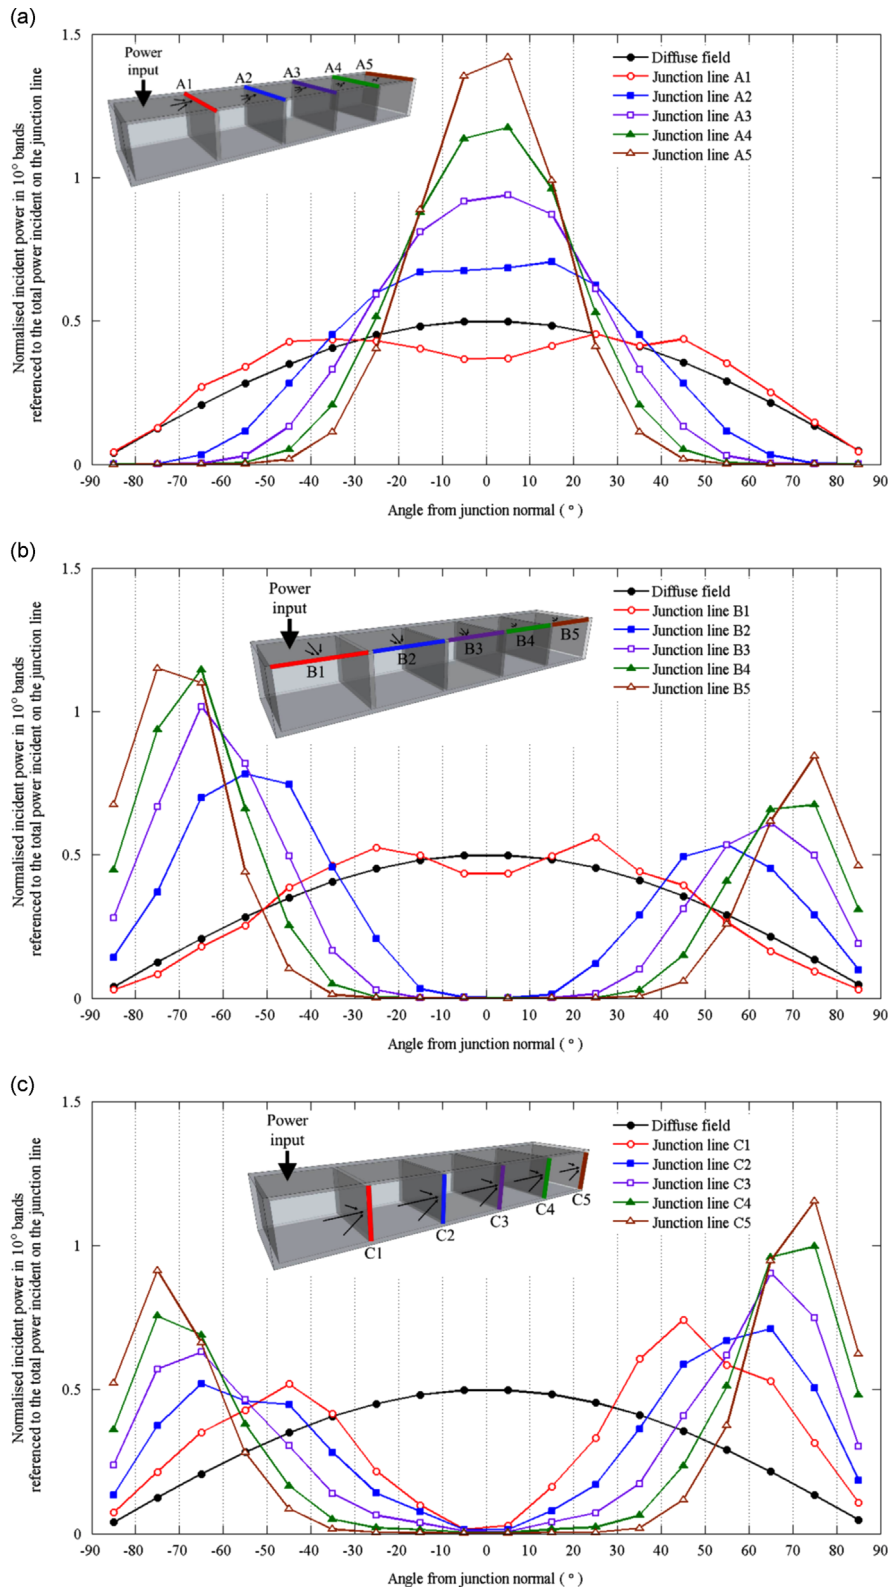 (a)
1.5
1
0.5
0
Normalised incident power in 10° bands
referenced to the total power incident on the junction line
Power
input
A1
A2
A3
A4
A5
Diffuse field
Junction line A1
Junction line A2
Junction line A3
Junction line A4
Junction line A5
-90 -80 -70 -60 -50 -40 -30 -20 -10 0 10 20 30 40 50 60 70 80 90
Angle from junction normal ( ° )
(b)
1.5
1
0.5
0
Normalised incident power in 10° bands
referenced to the total power incident on the junction line
Power
input
B1
B2
B3
B4
B5
Diffuse field
Junction line B1
Junction line B2
Junction line B3
Junction line B4
Junction line B5
-90 -80 -70 -60 -50 -40 -30 -20 -10 0 10 20 30 40 50 60 70 80 90
Angle from junction normal ( ° )
(c)
1.5
1
0.5
0
Normalised incident power in 10° bands
referenced to the total power incident on the junction line
Power
input
C1
C2
C3
C4
C5
Diffuse field
Junction line C1
Junction line C2
Junction line C3
Junction line C4
Junction line C5
-90 -80 -70 -60 -50 -40 -30 -20 -10 0 10 20 30 40 50 60 70 80 90
Angle from junction normal ( ° )